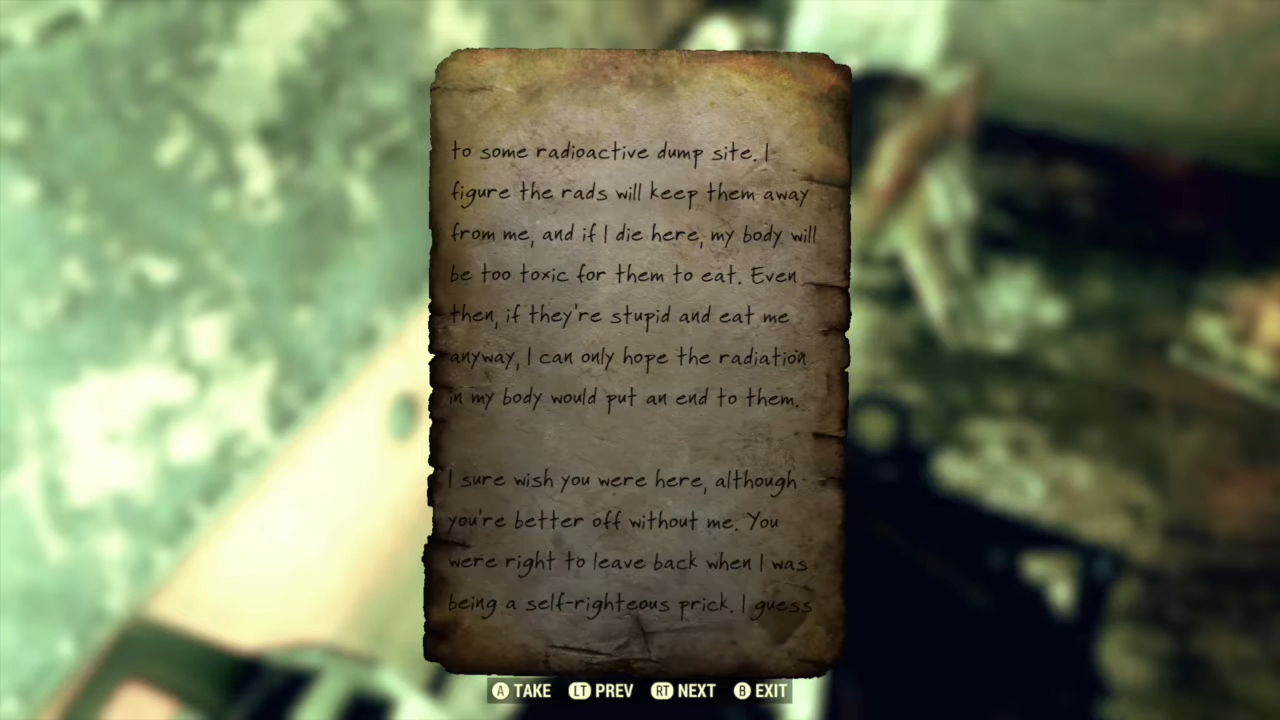 to some radioactive dump site. I
figure the rads will keep them away
from me, and if I die here, my body will
be too toxic for them to eat. Even
then, if they're stupid and eat me
anyway, I can only hope the radiation
in my body would put an end to them.
I sure wish you were here, although
you're better off without me. You
were right to leave back when I was
being a self-righteous prick. I guess
A TAKE LT PREV RT NEXT B EXIT